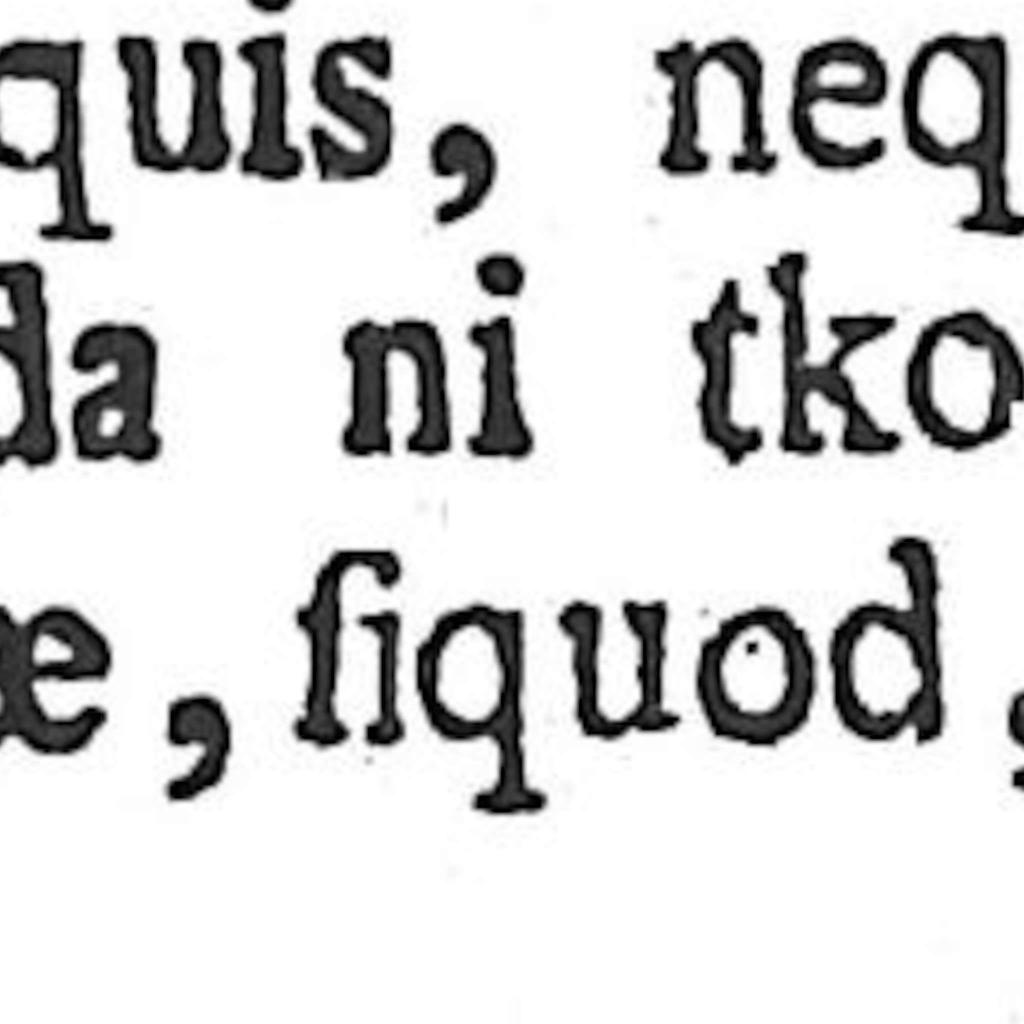 quis, neq
da ni tko
æ, ſiquod,